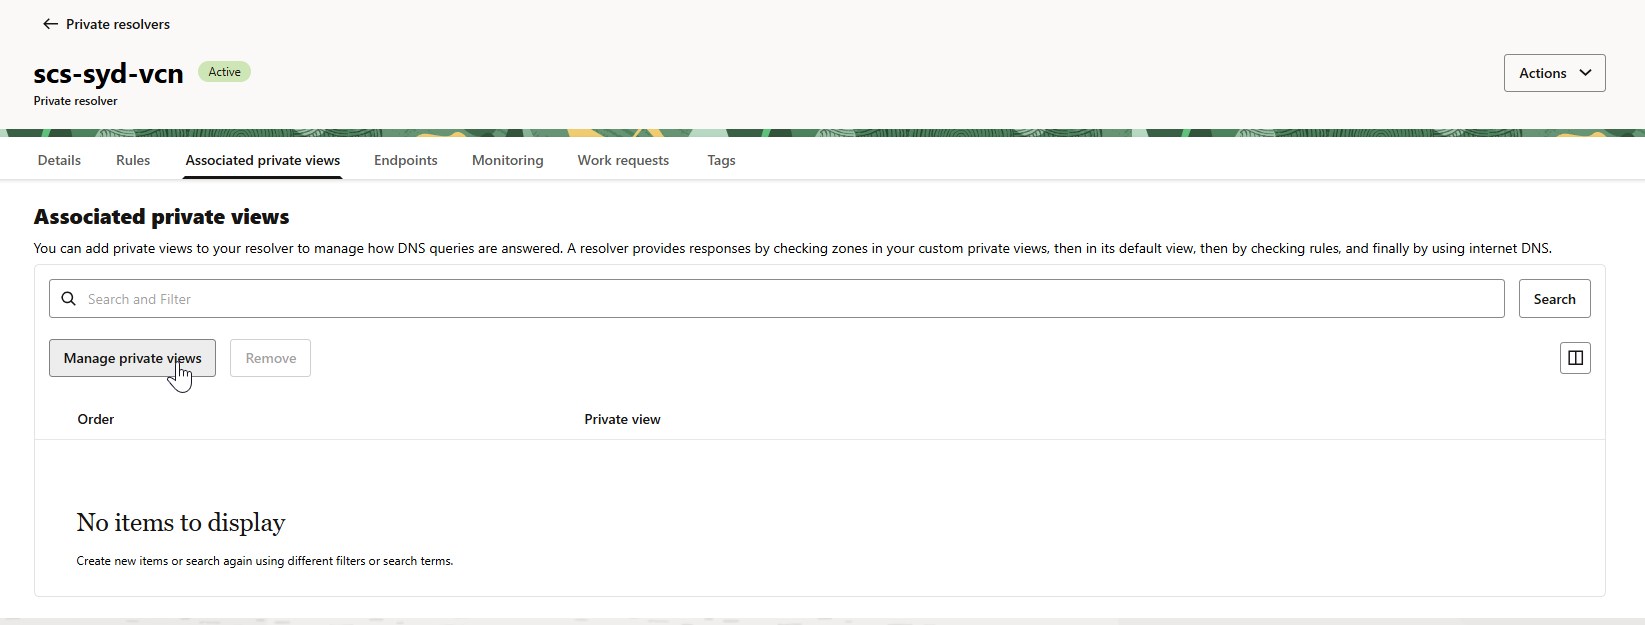 Private resolvers
scs-syd-vcn Active
Private resolver
Actions
Details Rules Associated private views Endpoints Monitoring Work requests Tags
Associated private views
You can add private views to your resolver to manage how DNS queries are answered. A resolver provides responses by checking zones in your custom private views, then in its default view, then by checking rules, and finally by using internet DNS.
Search and Filter Search
Manage private views Remove
Order Private view
No items to display
Create new items or search again using different filters or search terms.